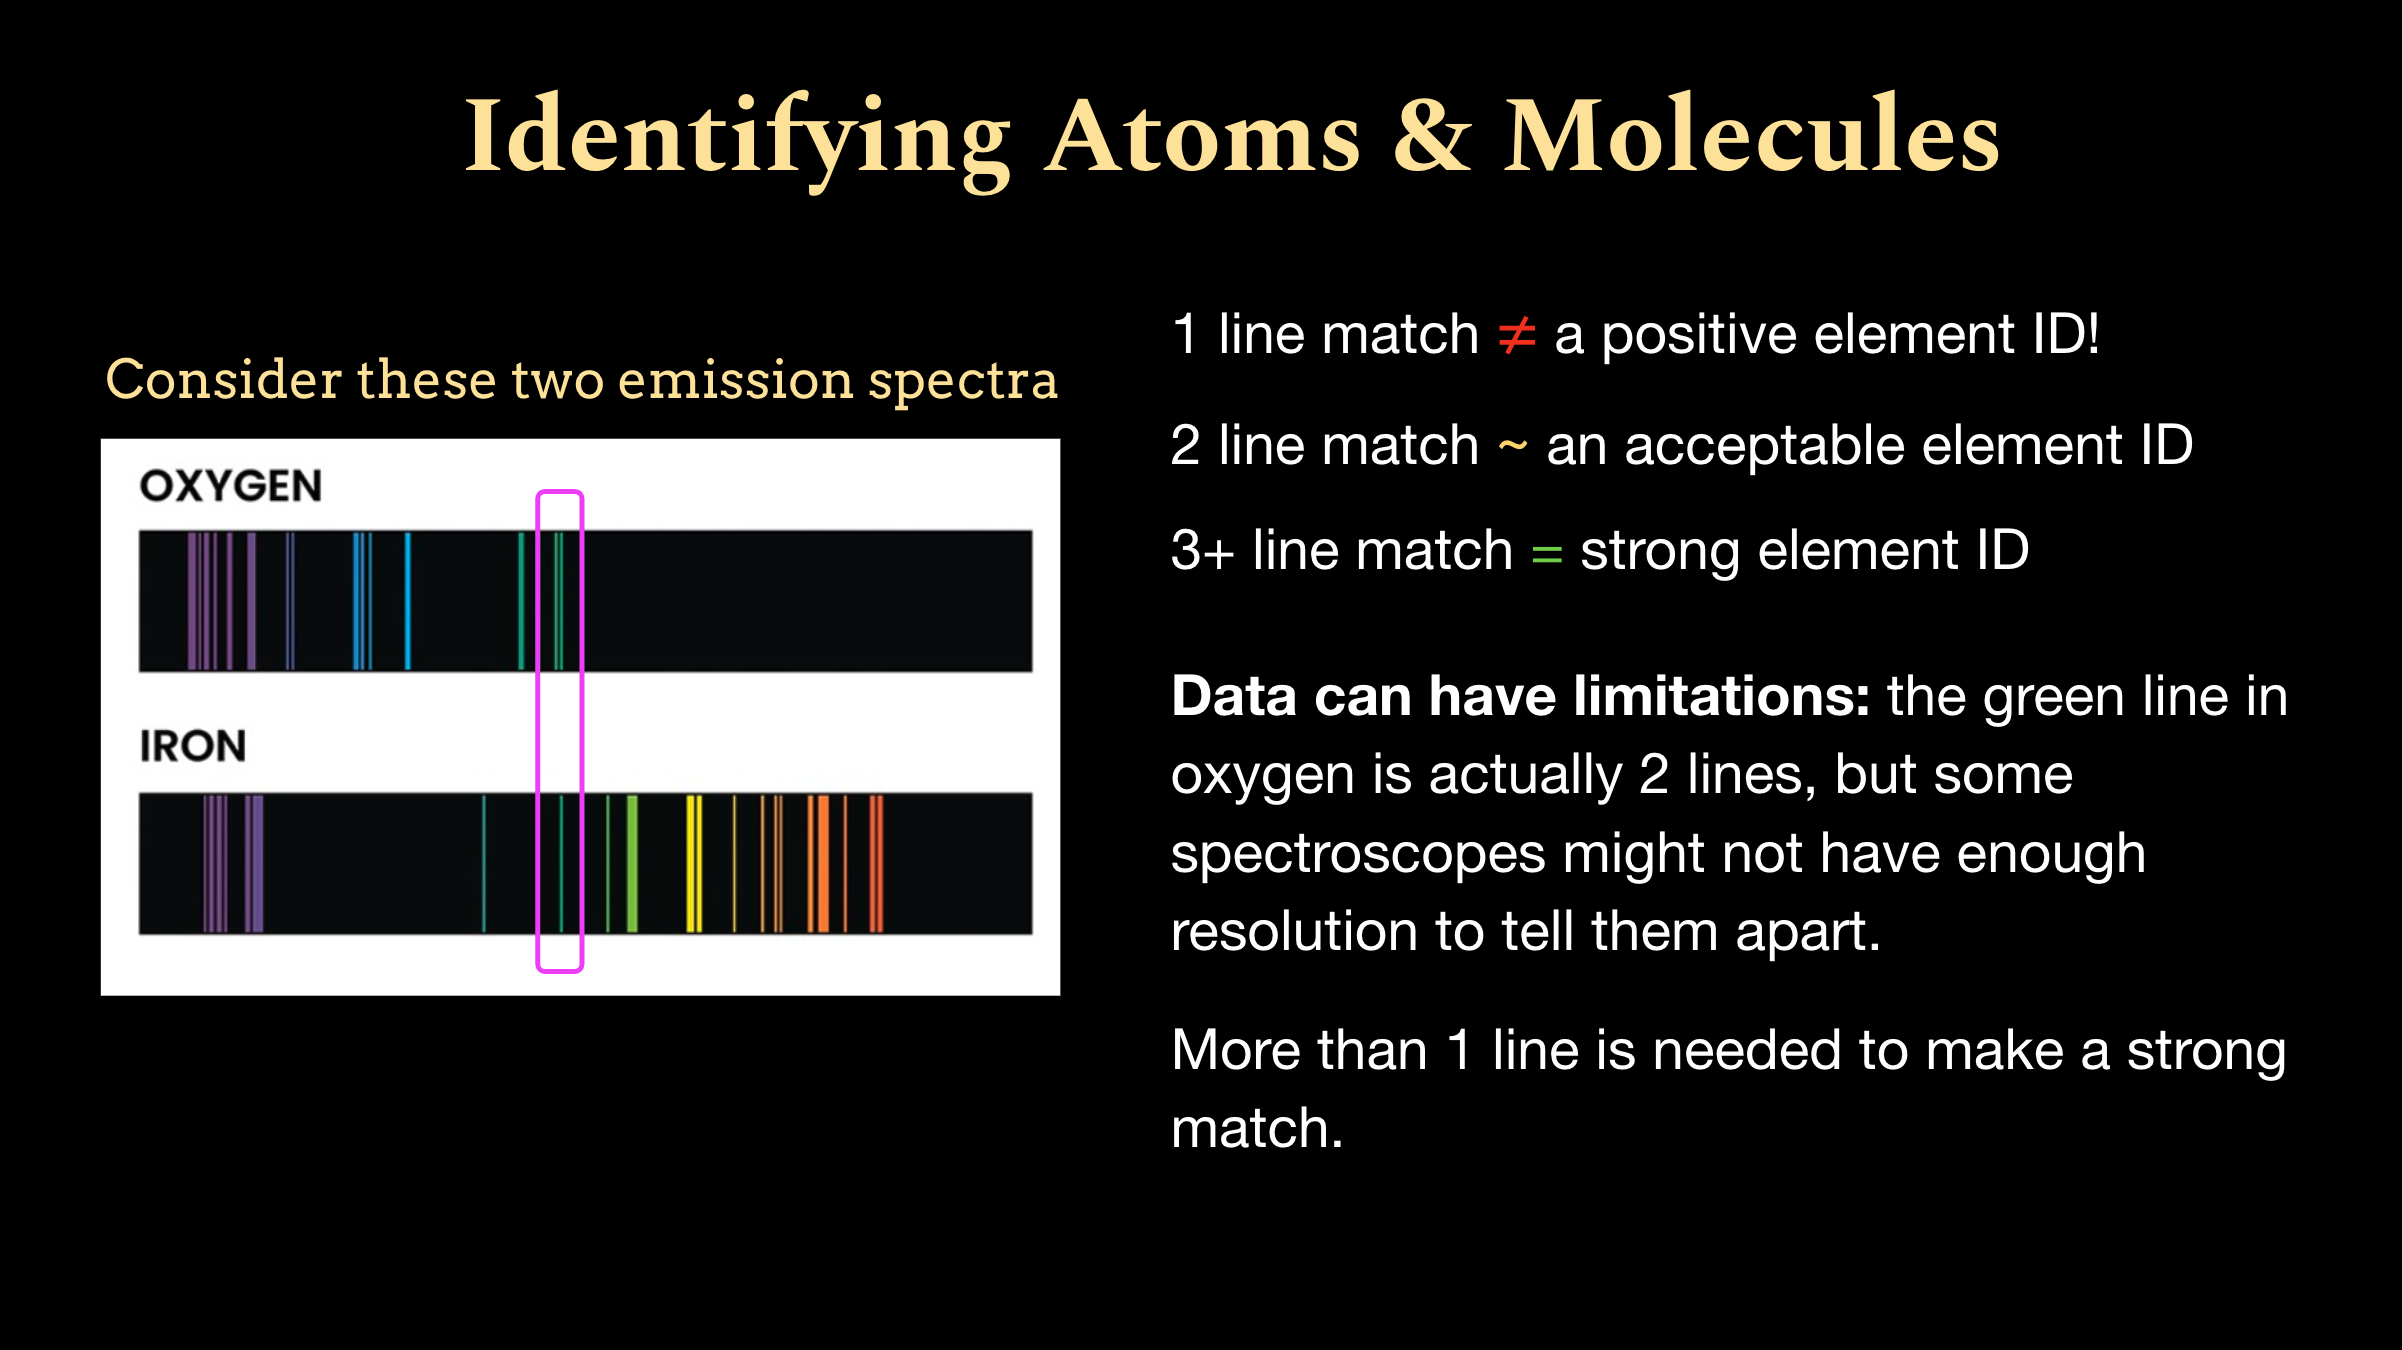 Identifying Atoms & Molecules
Consider these two emission spectra
OXYGEN
IRON
1 line match ≠ a positive element ID!
2 line match ~ an acceptable element ID
3+ line match = strong element ID
Data can have limitations: the green line in
oxygen is actually 2 lines, but some
spectroscopes might not have enough
resolution to tell them apart.
More than 1 line is needed to make a strong
match.